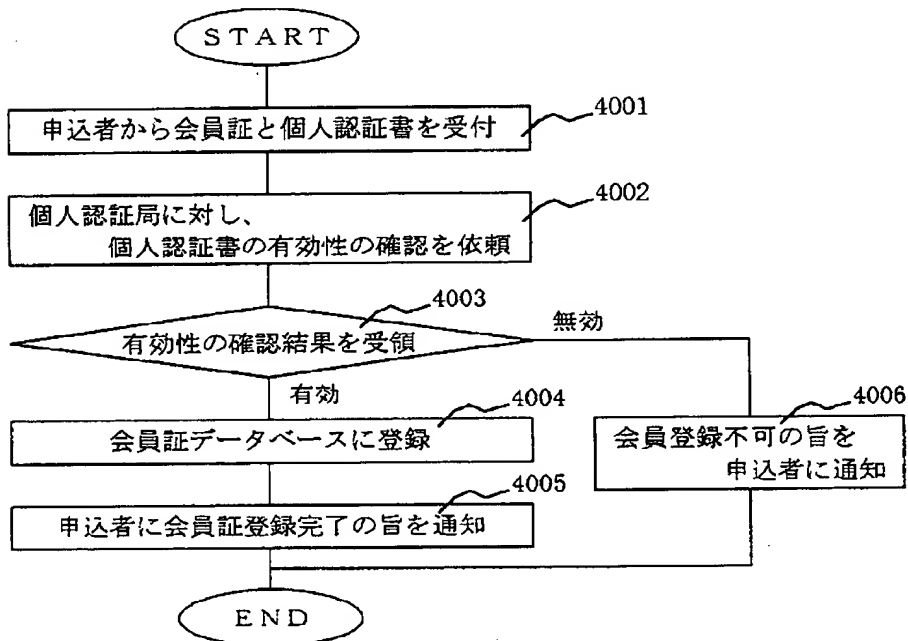 START
申込者から会員証と個人認証書を受付
4001
個人認証局に対し、
個人認証書の有効性の確認を依頼
4002
有効性の確認結果を受領
4003
無効
有効
会員証データベースに登録
4004
会員登録不可の旨を
申込者に通知
4006
申込者に会員証登録完了の旨を通知
4005
END